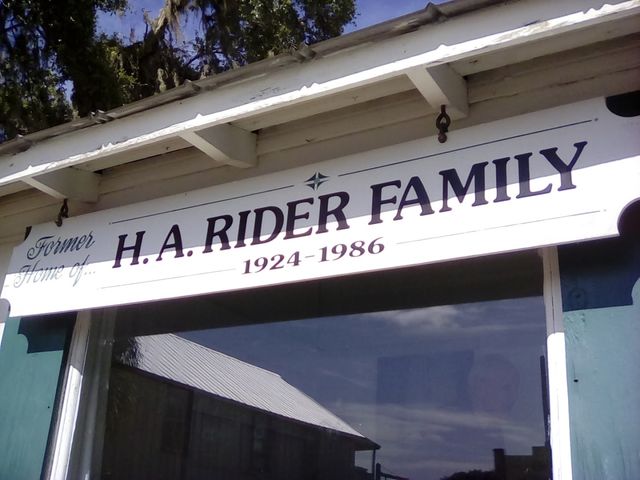 Former
Home of...
H. A. RIDER FAMILY
1924-1986